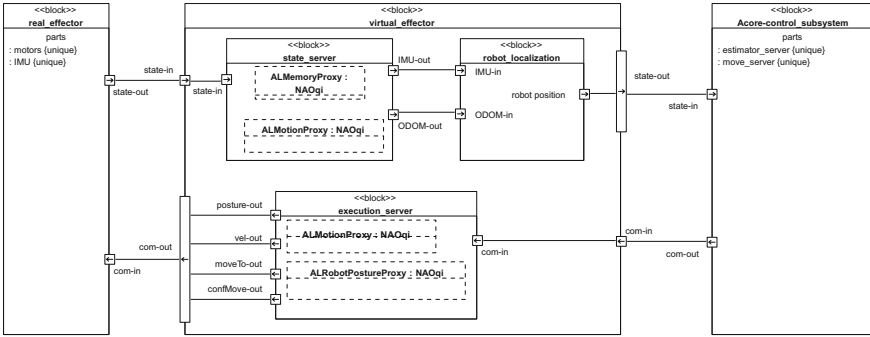 <<block>>
real_effector
parts
: motors {unique}
: IMU {unique}
state-in
state-out
com-out
com-in
<<block>>
virtual_effector
<<block>>
state_server
state-in
ALMemoryProxy :
NAOqi
ALMotionProxy : NAOqi
IMU-out
ODOM-out
<<block>>
robot_localization
IMU-in
robot position
ODOM-in
state-out
state-in
posture-out
vel-out
moveTo-out
confMove-out
<<block>>
execution_server
ALMotionProxy : NAOqi
ALRobotPostureProxy : NAOqi
com-in
com-in
com-out
<<block>>
Acore-control_subsystem
parts
: estimator_server {unique}
: move_server {unique}